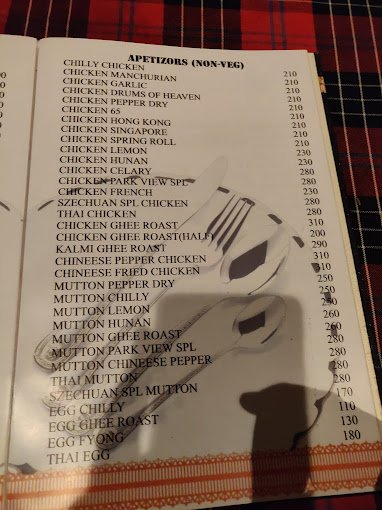 APETIZORS (NON-VEG)
CHILLY CHICKEN 210
CHICKEN MANCHURIAN 210
CHICKEN GARLIC 210
CHICKEN DRUMS OF HEAVEN 210
CHICKEN PEPPER DRY 210
CHICKEN 65 210
CHICKEN HONG KONG 210
CHICKEN SINGAPORE 210
CHICKEN SPRING ROLL 210
CHICKEN LEMON 230
CHICKEN HUNAN 230
CHICKEN CELARY 280
CHICKEN PARK VIEW SPL 280
CHICKEN FRENCH 230
SZECHUAN SPL CHICKEN 280
THAI CHICKEN 280
CHICKEN GHEE ROAST 310
CHICKEN GHEE ROAST(HALF) 200
KALMI GHEE ROAST 290
CHINEESE PEPPER CHICKEN 310
CHINEESE FRIED CHICKEN 310
MUTTON PEPPER DRY 250
MUTTON CHILLY 250
MUTTON LEMON 250
MUTTON HUNAN 260
MUTTON GHEE ROAST 260
MUTTON PARK VIEW SPL 280
MUTTON CHINEESE PEPPER 280
THAI MUTTON 280
SZECHUAN SPL MUTTON 280
EGG CHILLY 170
EGG GHEE ROAST 110
EGG FYONG 130
THAI EGG 180